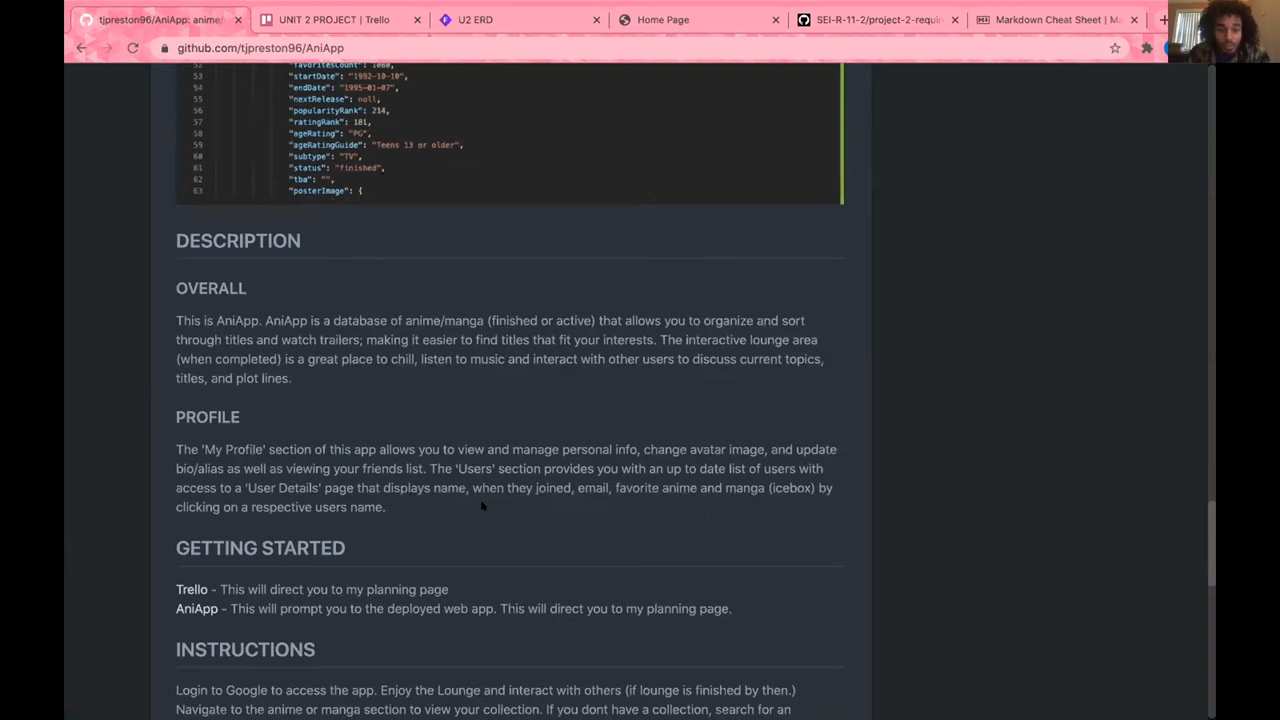 tjpreston96/AniApp: anime/
UNIT 2 PROJECT | Trello
U2 ERD
Home Page
SEI-R-11-2/project-2-requir
Markdown Cheat Sheet | Ma
github.com/tjpreston96/AniApp
52 "favoritesCount": 1060,
53 "startDate": "1992-10-10",
54 "endDate": "1995-01-07",
55 "nextRelease": null,
56 "popularityRank": 214,
57 "ratingRank": 181,
58 "ageRating": "PG",
59 "ageRatingGuide": "Teens 13 or older",
60 "subtype": "TV",
61 "status": "finished",
62 "tba": "",
63 "posterImage": {
DESCRIPTION
OVERALL
This is AniApp. AniApp is a database of anime/manga (finished or active) that allows you to organize and sort
through titles and watch trailers; making it easier to find titles that fit your interests. The interactive lounge area
(when completed) is a great place to chill, listen to music and interact with other users to discuss current topics,
titles, and plot lines.
PROFILE
The 'My Profile' section of this app allows you to view and manage personal info, change avatar image, and update
bio/alias as well as viewing your friends list. The 'Users' section provides you with an up to date list of users with
access to a 'User Details' page that displays name, when they joined, email, favorite anime and manga (icebox) by
clicking on a respective users name.
GETTING STARTED
Trello - This will direct you to my planning page
AniApp - This will prompt you to the deployed web app. This will direct you to my planning page.
INSTRUCTIONS
Login to Google to access the app. Enjoy the Lounge and interact with others (if lounge is finished by then.)
Navigate to the anime or manga section to view your collection. If you dont have a collection, search for an